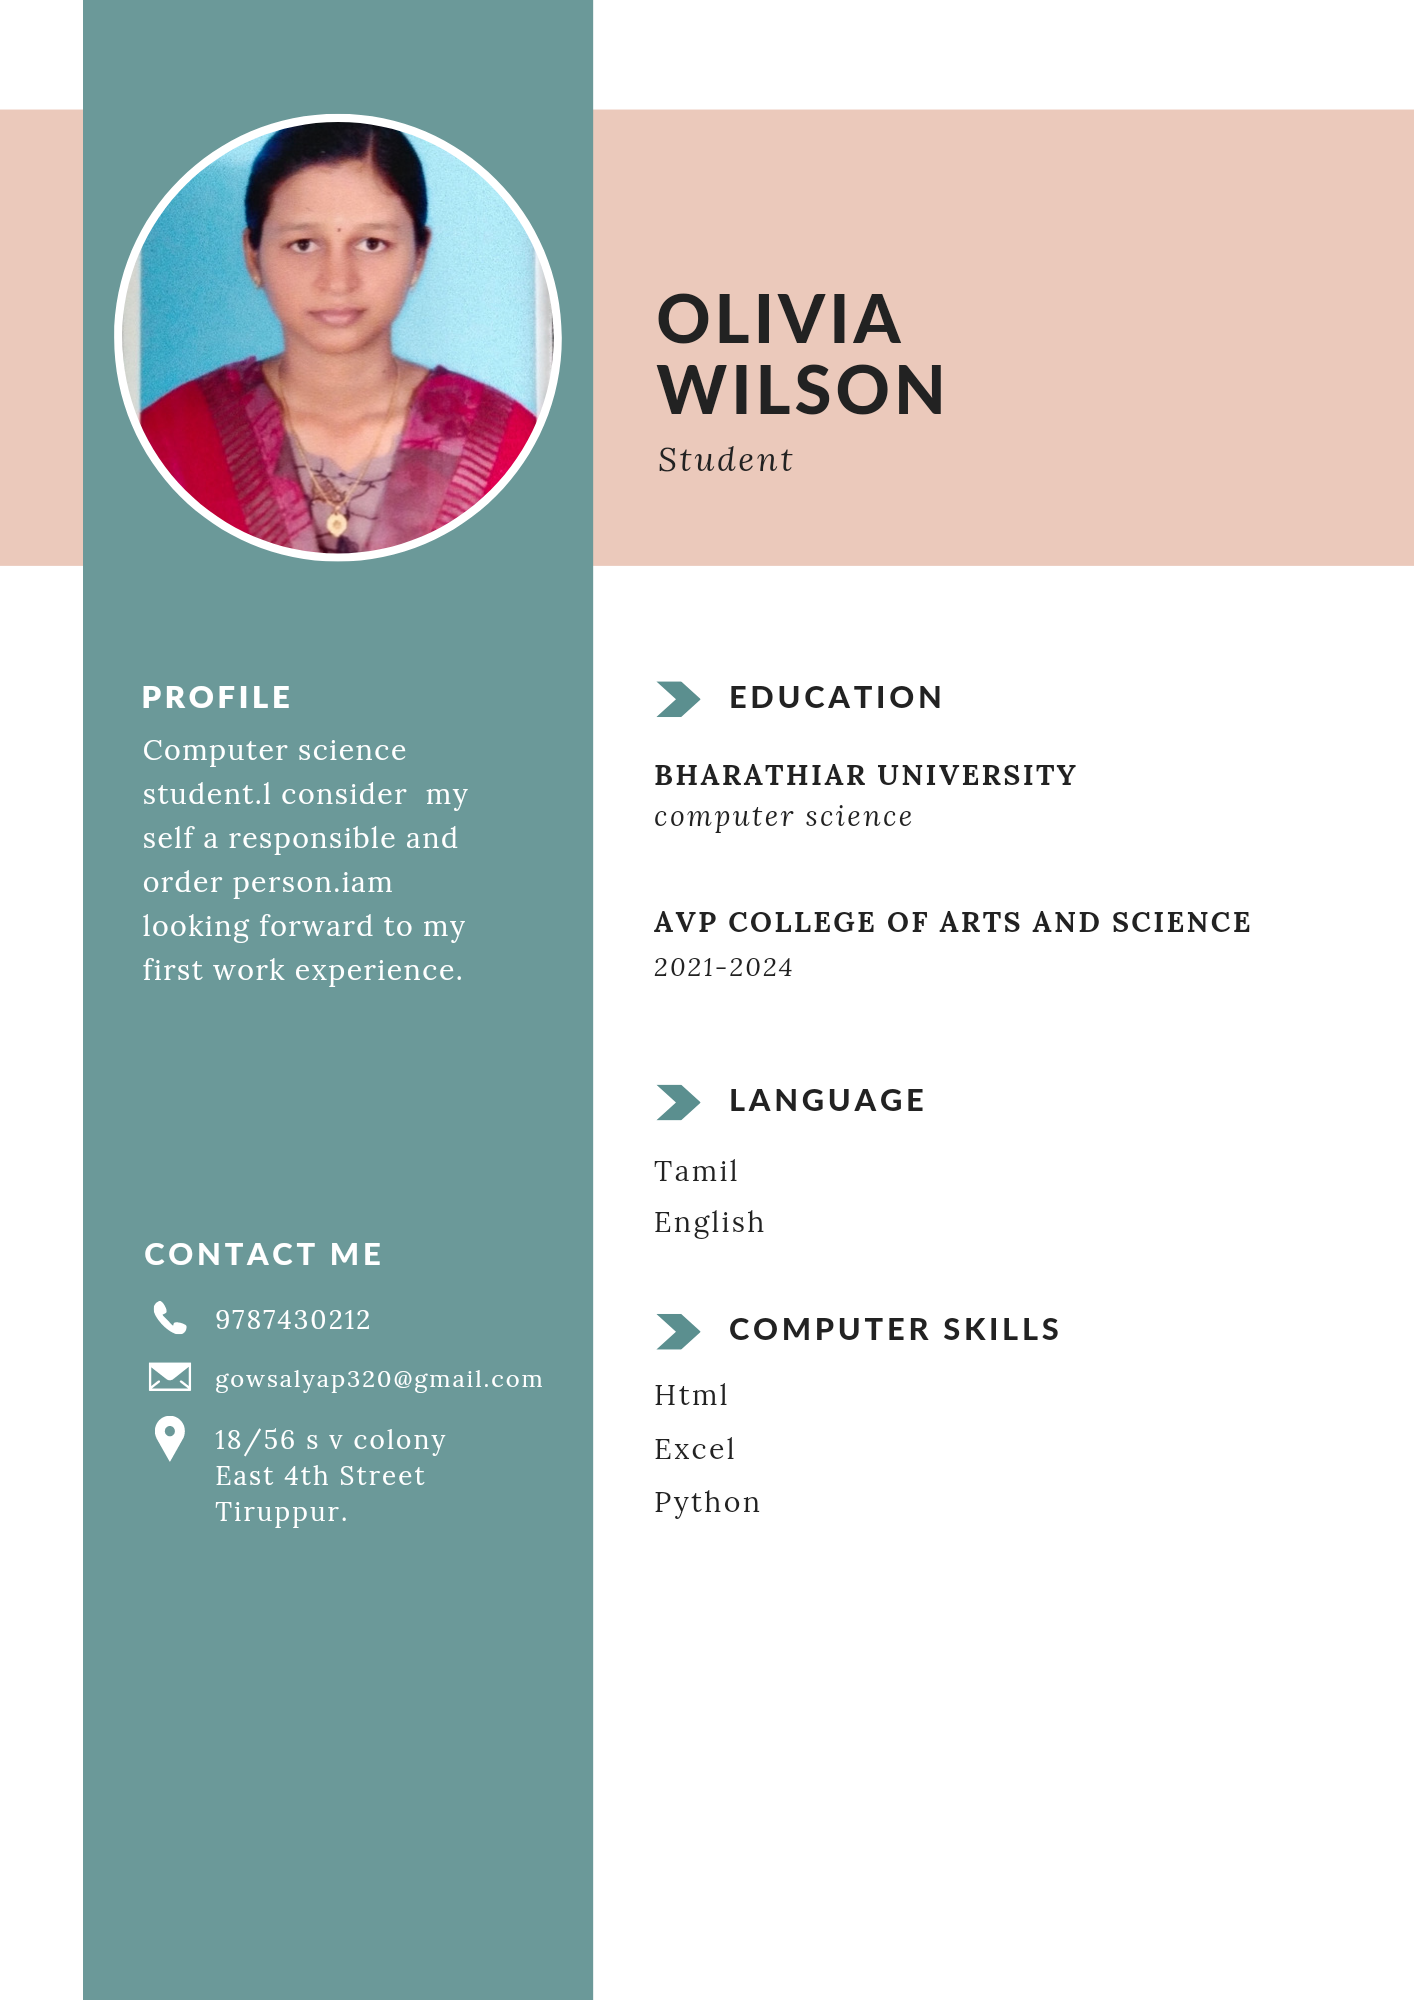 OLIVIA
WILSON
Student
PROFILE
Computer science
student.l consider  my
self a responsible and
order person.iam
looking forward to my
first work experience.
CONTACT ME
9787430212
gowsalyap320@gmail.com
18/56 s v colony
East 4th Street
Tiruppur.
EDUCATION
BHARATHIAR UNIVERSITY
computer science
AVP COLLEGE OF ARTS AND SCIENCE
2021-2024
LANGUAGE
Tamil
English
COMPUTER SKILLS
Html
Excel
Python